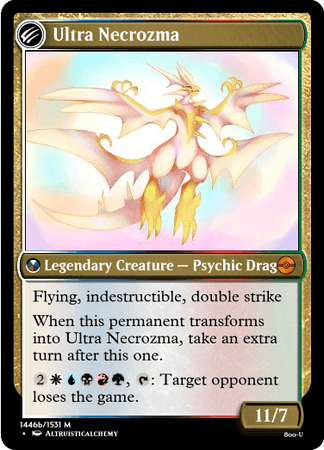 Ultra Necrozma
Legendary Creature — Psychic Drag
Flying, indestructible, double strike
When this permanent transforms
into Ultra Necrozma, take an extra
turn after this one.
2, : Target opponent
loses the game.
11/7
1446b/1531 M
• AltruisticAlchemy
800-U